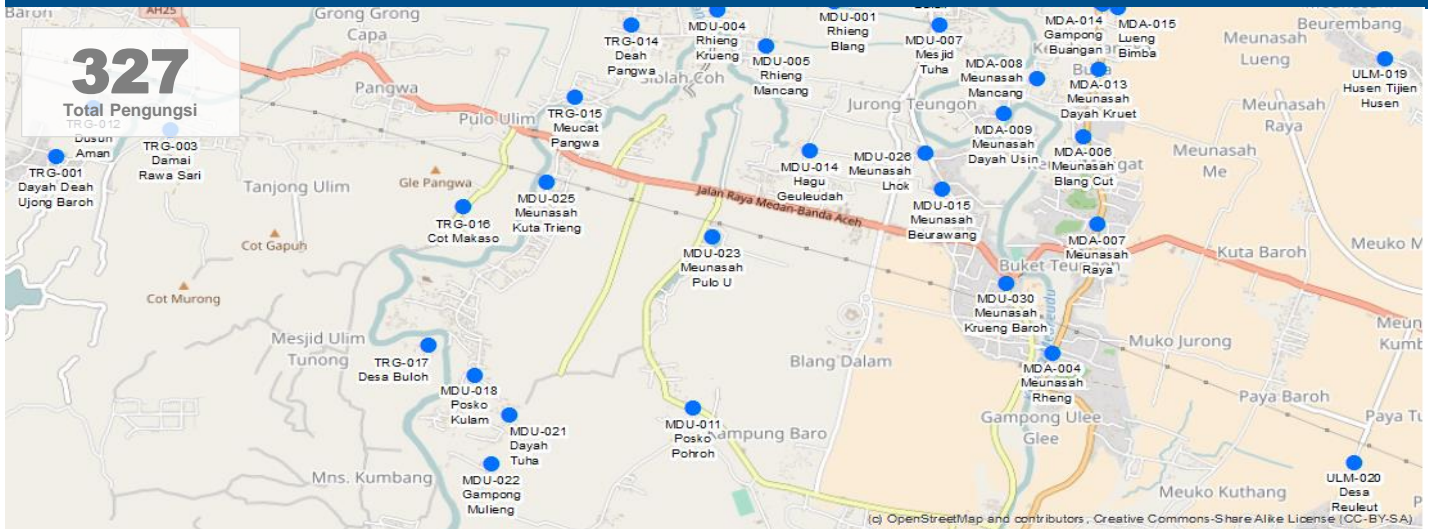 Baron
AH25
Grong Grong
Capa
327
Total Pengungsi
TRG-012
Dusun
Aman
TRG-003
Damai
Rawa Sari
TRG-001
Dayah Deah
Ujong Baroh
Pangwa
TRG-014
Deah
Pangwa
MDU-004
Rhieng
Krueng
MDU-005
Rhieng
Mancang
MDU-001
Rhieng
Blang
MDU-007
Mesjid
Tuha
MDA-014
Gampong
Buangan
MDA-015
Lueng
Bimba
MDA-008
Meunasah
Mancang
MDA-013
Meunasah
Dayah Kruet
Beurembang
Meunasah
Lueng
ULM-019
Husen Tijien
Husen
Siblah Coh
Pulo Ulim
TRG-015
Meucat
Pangwa
Jurong Teungoh
MDA-009
Meunasah
Dayah Usin
Meunasah
Raya
MDA-006
Meunasah
Blang Cut
Meunasah
Me
MDU-014
Hagu
Geuleudah
MDU-026
Meunasah
Lhok
Tanjong Ulim
Gle Pangwa
MDU-025
Meunasah
Kuta Trieng
Jalan Raya Medan-Banda Aceh
MDU-015
Meunasah
Beurawang
TRG-016
Cot Makaso
Cot Gapuh
MDU-023
Meunasah
Pulo U
MDA-007
Meunasah
Raya
Kuta Baroh
Meuko M
Buket Teungoh
Cot Murong
MDU-030
Meunasah
Krueng Baroh
Meun
Kumb
Mesjid Ulim
Tunong
TRG-017
Desa Buloh
Blang Dalam
Muko Jurong
MDA-004
Meunasah
Rheng
MDU-018
Posko
Kulam
MDU-021
Dayah
Tuha
MDU-011
Posko
Pohroh
Kampung Baro
Gampong Ulee
Glee
Paya Baroh
Paya Tu
Mns. Kumbang
MDU-022
Gampong
Mulieng
ULM-020
Desa
Reuleut
Meuko Kuthang
(c) OpenStreetMap and contributors, Creative Commons-Share Alike License (CC-BY-SA)